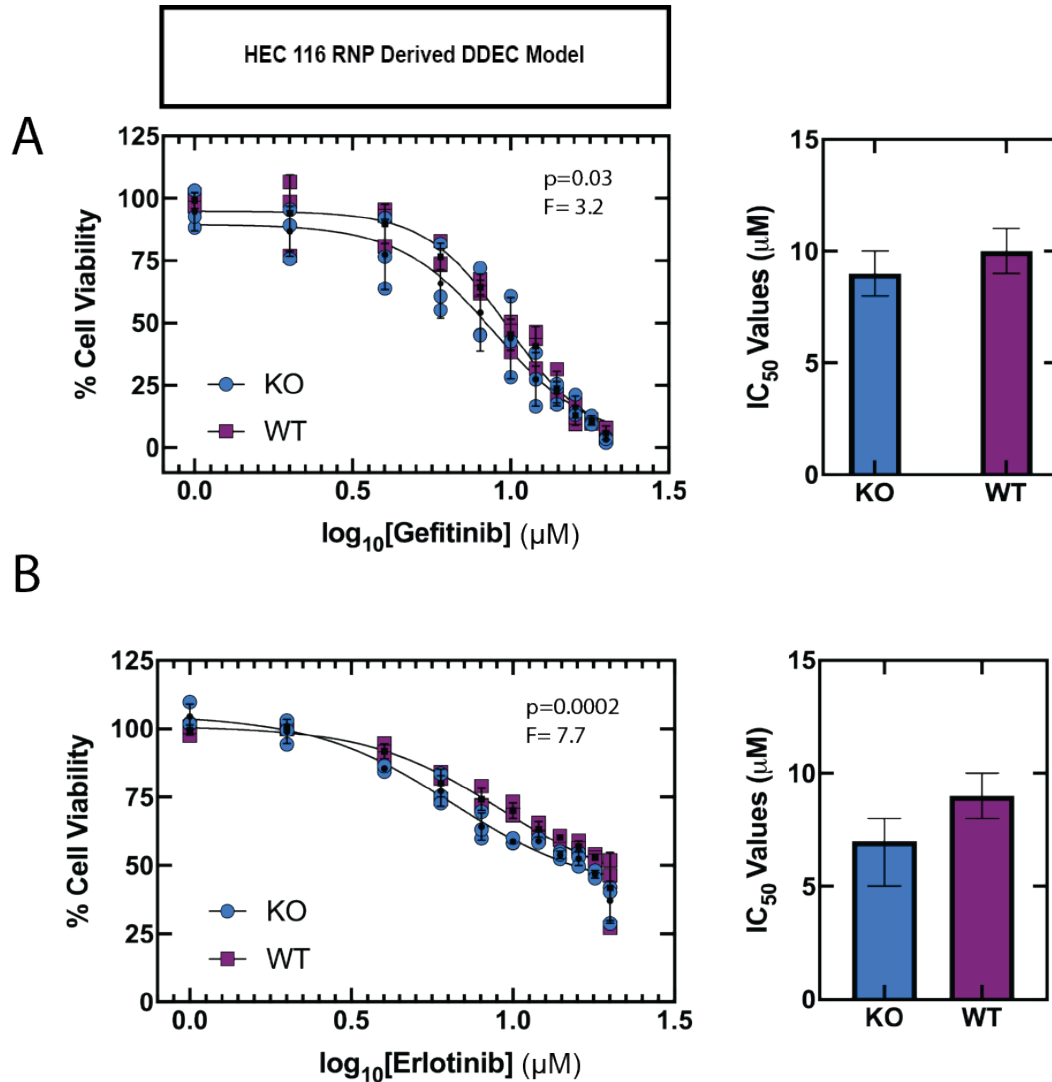 HEC 116 RNP Derived DDEC Model
A
125
100
75
50
25
0
% Cell Viability
p=0.03
F= 3.2
KO
WT
0.0 0.5 1.0 1.5
log₁₀[Gefitinib] (μM)
15
10
5
0
IC₅₀ Values (μM)
KO WT
B
125
100
75
50
25
0
% Cell Viability
p=0.0002
F= 7.7
KO
WT
0.0 0.5 1.0 1.5
log₁₀[Erlotinib] (μM)
15
10
5
0
IC₅₀ Values (μM)
KO WT